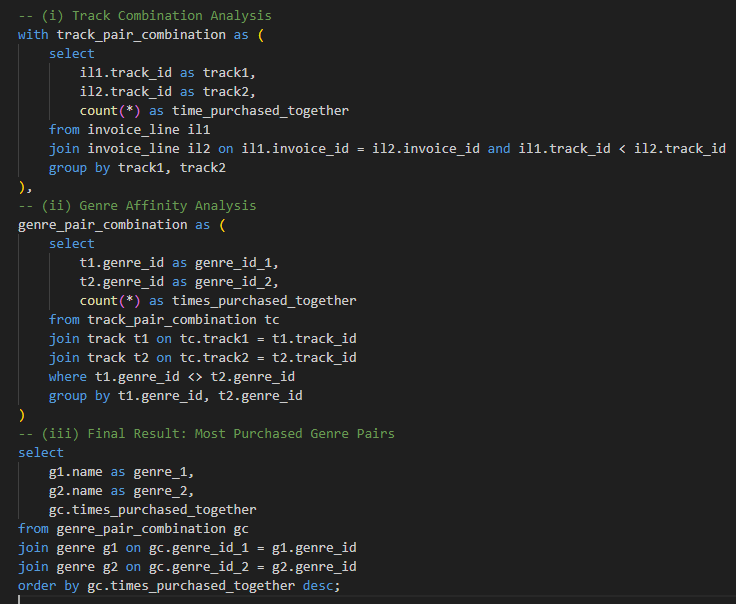 -- (i) Track Combination Analysis
with track_pair_combination as (
    select
        il1.track_id as track1,
        il2.track_id as track2,
        count(*) as time_purchased_together
    from invoice_line il1
    join invoice_line il2 on il1.invoice_id = il2.invoice_id and il1.track_id < il2.track_id
    group by track1, track2
),
-- (ii) Genre Affinity Analysis
genre_pair_combination as (
    select
        t1.genre_id as genre_id_1,
        t2.genre_id as genre_id_2,
        count(*) as times_purchased_together
    from track_pair_combination tc
    join track t1 on tc.track1 = t1.track_id
    join track t2 on tc.track2 = t2.track_id
    where t1.genre_id <> t2.genre_id
    group by t1.genre_id, t2.genre_id
)
-- (iii) Final Result: Most Purchased Genre Pairs
select
    g1.name as genre_1,
    g2.name as genre_2,
    gc.times_purchased_together
from genre_pair_combination gc
join genre g1 on gc.genre_id_1 = g1.genre_id
join genre g2 on gc.genre_id_2 = g2.genre_id
order by gc.times_purchased_together desc;